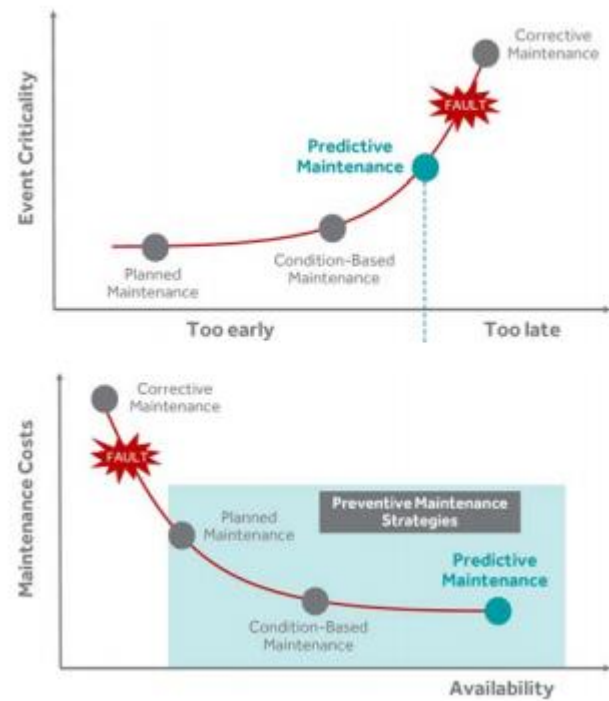 Corrective
Maintenance
FAULT
Predictive
Maintenance
Event Criticality
Planned
Maintenance
Condition-Based
Maintenance
Too early
Too late
Corrective
Maintenance
FAULT
Preventive Maintenance
Strategies
Planned
Maintenance
Predictive
Maintenance
Maintenance Costs
Condition-Based
Maintenance
Availability